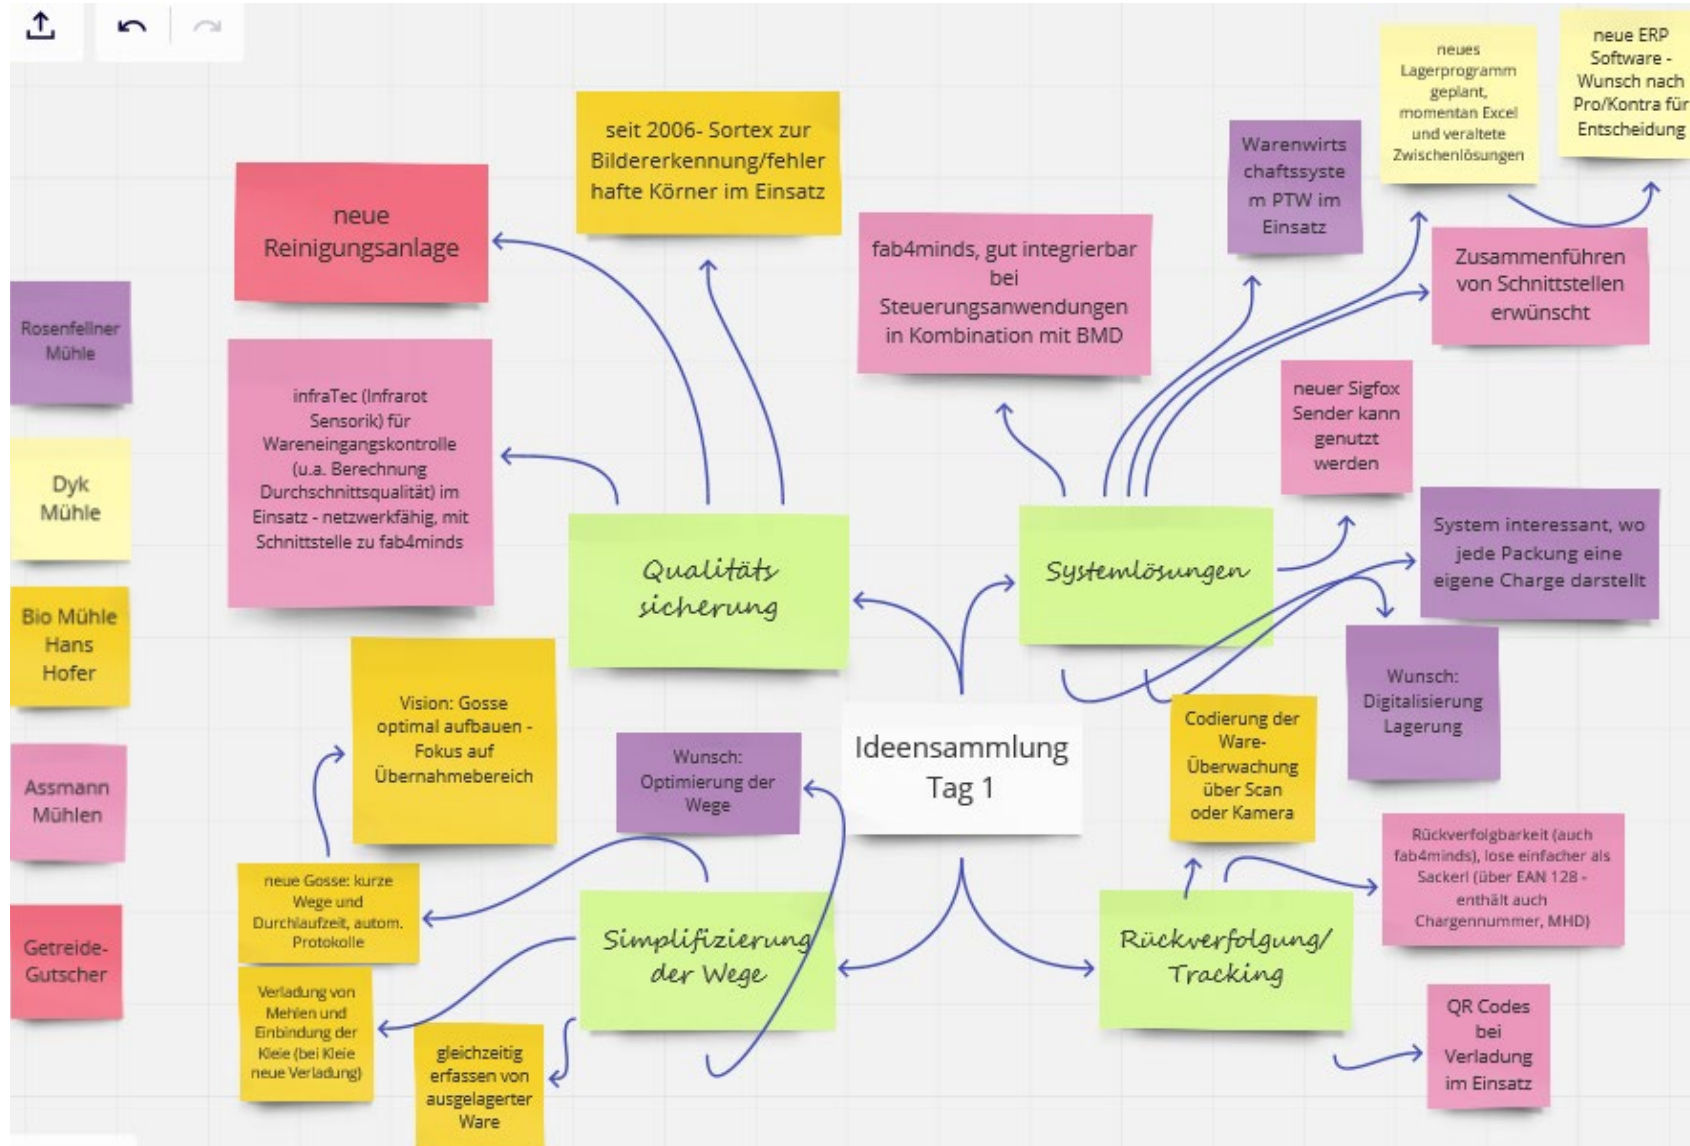 neue
Reinigungsanlage
seit 2006- Sortex zur
Bildererkennung/fehler
hafte Körner im Einsatz
fab4minds, gut integrierbar
bei
Steuerungsanwendungen
in Kombination mit BMD
Warenwirts
chaftssyste
m PTW im
Einsatz
neues
Lagerprogramm
geplant,
momentan Excel
und veraltete
Zwischenlösungen
neue ERP
Software -
Wunsch nach
Pro/Kontra für
Entscheidung
Zusammenführen
von Schnittstellen
erwünscht
neuer Sigfox
Sender kann
genutzt
werden
System interessant, wo
jede Packung eine
eigene Charge darstellt
Wunsch:
Digitalisierung
Lagerung
Rosenfellner
Mühle
Dyk
Mühle
Bio Mühle
Hans
Hofer
Assmann
Mühlen
Getreide-
Gutscher
infraTec (Infrarot
Sensorik) für
Wareneingangskontrolle
(u.a. Berechnung
Durchschnittsqualität) im
Einsatz - netzwerkfähig, mit
Schnittstelle zu fab4minds
Qualitäts
sicherung
Systemlösungen
Vision: Gosse
optimal aufbauen -
Fokus auf
Übernahmebereich
Wunsch:
Optimierung der
Wege
Ideensammlung
Tag 1
Codierung der
Ware-
Überwachung
über Scan
oder Kamera
Rückverfolgbarkeit (auch
fab4minds), lose einfacher als
Sackerl (über EAN 128 -
enthält auch
Chargennummer, MHD)
neue Gosse: kurze
Wege und
Durchlaufzeit, autom.
Protokolle
Simplifizierung
der Wege
Rückverfolgung/
Tracking
Verladung von
Mehlen und
Einbindung der
Kleie (bei Kleie
neue Verladung)
gleichzeitig
erfassen von
ausgelagerter
Ware
QR Codes
bei
Verladung
im Einsatz